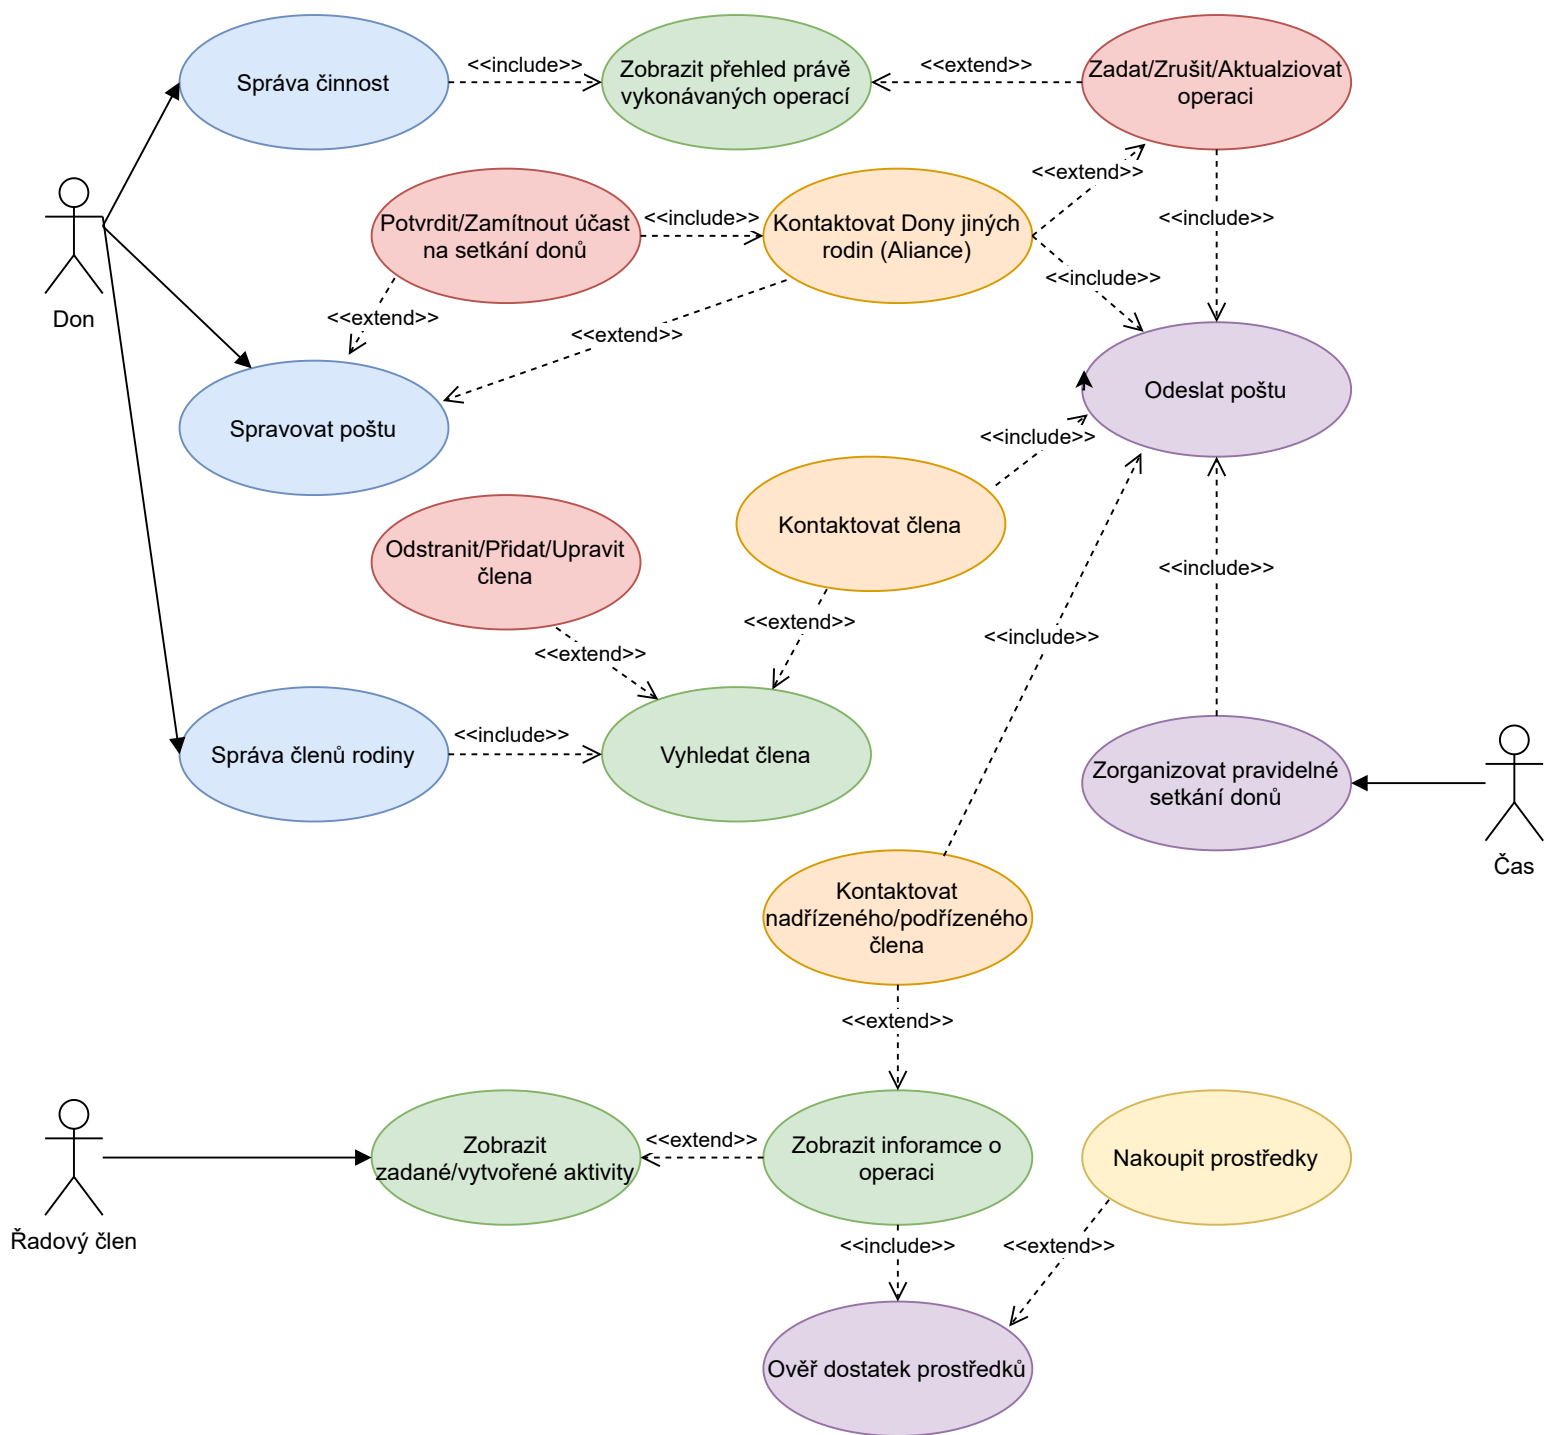 Správa činnost
<<include>>
Zobrazit přehled právě
vykonávaných operací
<<extend>>
Zadat/Zrušit/Aktualziovat
operaci
Don
Potvrdit/Zamítnout účast
na setkání donů
<<include>>
Kontaktovat Dony jiných
rodin (Aliance)
<<extend>>
<<include>>
<<include>>
<<extend>>
<<extend>>
Spravovat poštu
Odeslat poštu
<<include>>
Kontaktovat člena
Odstranit/Přidat/Upravit
člena
<<extend>>
<<extend>>
<<include>>
<<include>>
Správa členů rodiny
<<include>>
Vyhledat člena
Zorganizovat pravidelné
setkání donů
Čas
Kontaktovat
nadřízeného/podřízeného
člena
<<extend>>
Řadový člen
Zobrazit
zadané/vytvořené aktivity
<<extend>>
Zobrazit inforamce o
operaci
Nakoupit prostředky
<<include>>
<<extend>>
Ověř dostatek prostředků